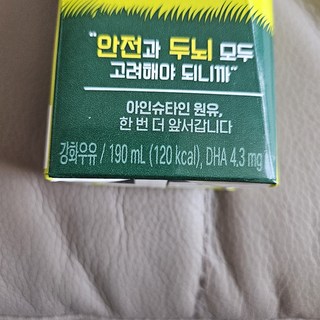 "안전과 두뇌 모두
고려해야 되니까"
아인슈타인 원유,
한 번 더 앞서갑니다
강화우유 / 190 mL (120 kcal), DHA 4.3 mg